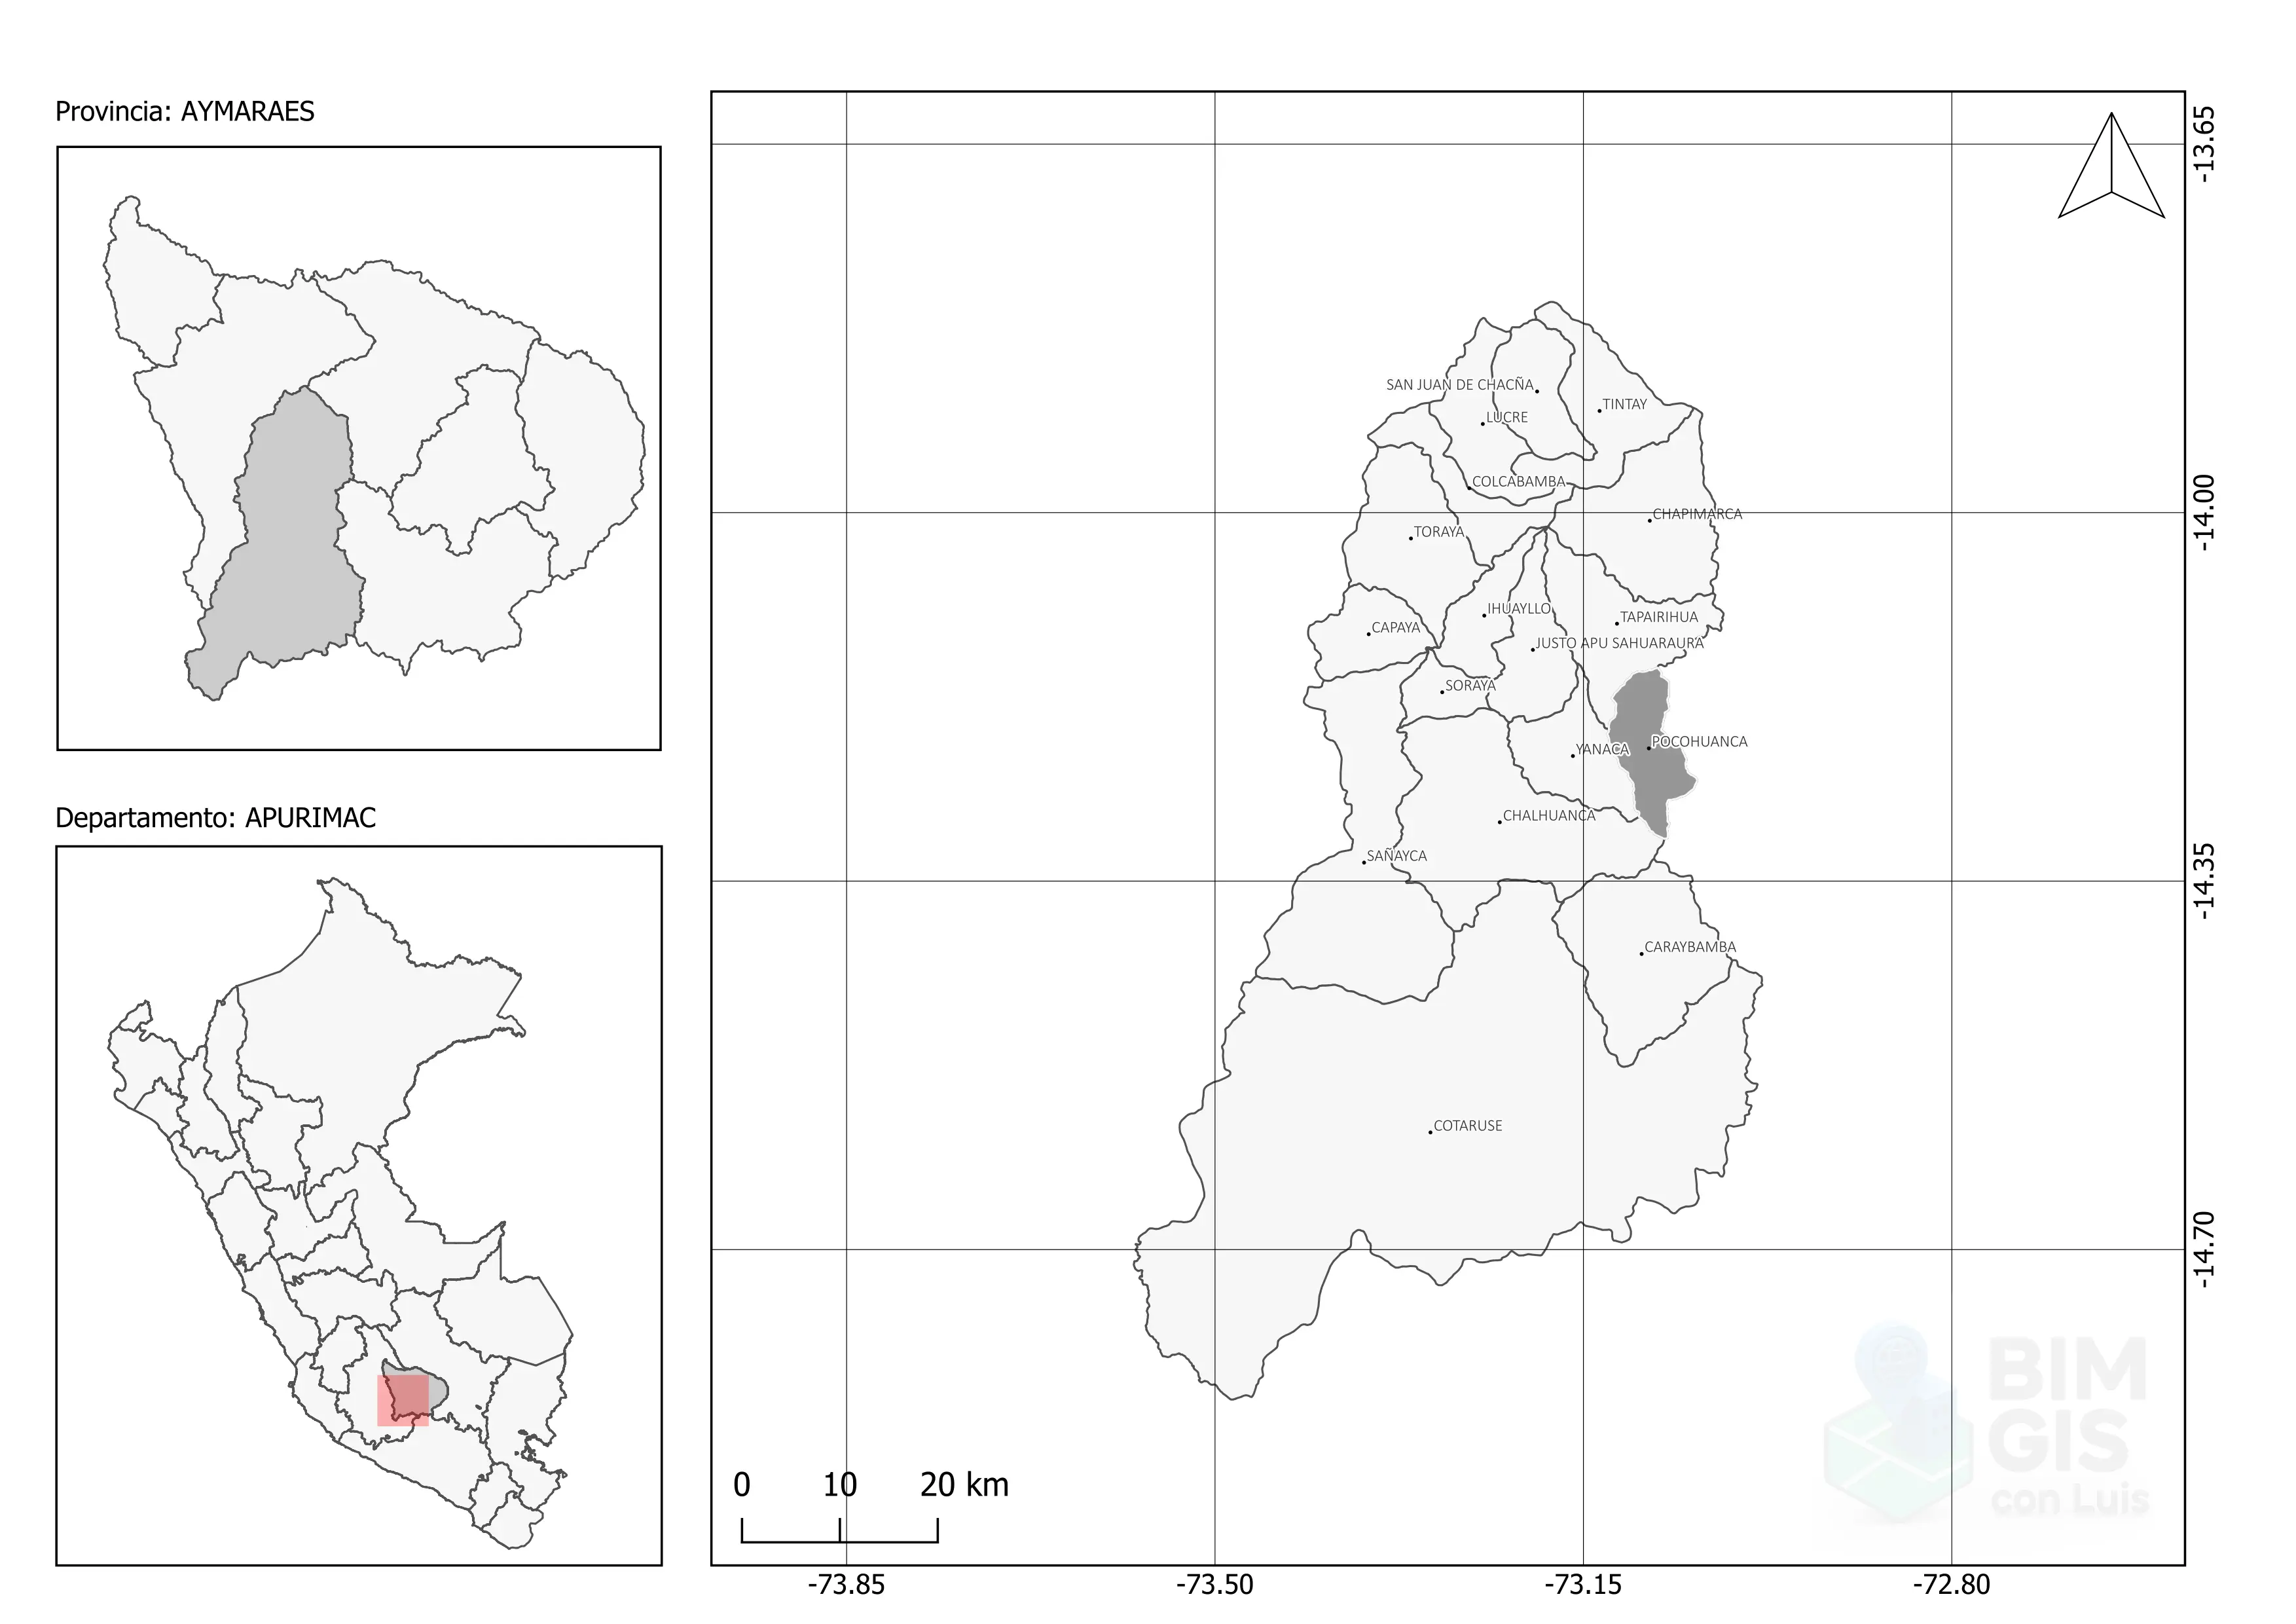 Provincia: AYMARAES
Departamento: APURIMAC
SAN JUAN DE CHACÑA
TINTAY
LUCRE
COLCABAMBA
CHAPIMARCA
TORAYA
IHUAYLLO
TAPAIRIHUA
CAPAYA
JUSTO APU SAHUARAURA
SORAYA
POCOHUANCA
YANACA
CHALHUANCA
SAÑAYCA
CARAYBAMBA
COTARUSE
-13.65
-14.00
-14.35
-14.70
BIM
GIS
con Luis
0 10 20 km
-73.85 -73.50 -73.15 -72.80